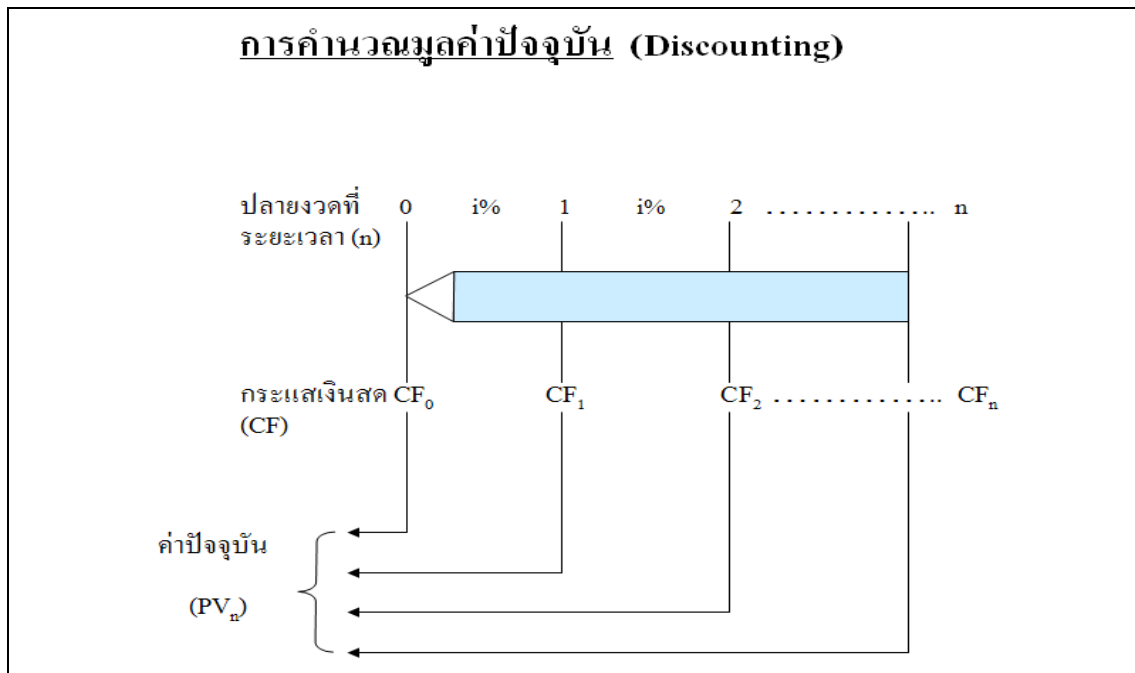 การคำนวณมูลค่าปัจจุบัน (Discounting)
ปลายงวดที่ 0 i% 1 i% 2 .............. n
ระยะเวลา (n)
กระแสเงินสด CF₀ CF₁ CF₂ .............. CFₙ
(CF)
ค่าปัจจุบัน
(PVₙ)